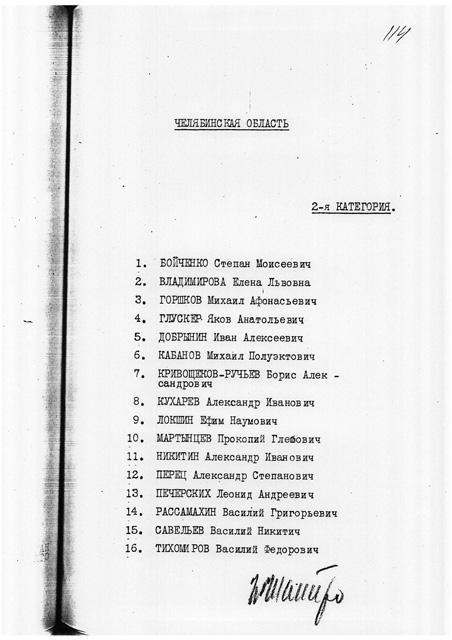 114
ЧЕЛЯБИНСКАЯ ОБЛАСТЬ
2-я КАТЕГОРИЯ.
1. БОЙЧЕНКО Степан Моисеевич
2. ВЛАДИМИРОВА Елена Львовна
3. ГОРШКОВ Михаил Афонасьевич
4. ГЛУСКЕР Яков Анатольевич
5. ДОБРЫНИН Иван Алексеевич
6. КАБАНОВ Михаил Полуэктович
7. КРИВОЩЕКОВ-РУЧЬЕВ Борис Алек -
сандрович
8. КУХАРЕВ Александр Иванович
9. ЛОКШИН Ефим Наумович
10. МАРТЫНЦЕВ Прокопий Глебович
11. НИКИТИН Александр Иванович
12. ПЕРЕЦ Александр Степанович
13. ПЕЧЕРСКИХ Леонид Андреевич
14. РАССАМАХИН Василий Григорьевич
15. САВЕЛЬЕВ Василий Никитич
16. ТИХОМИРОВ Василий Федорович